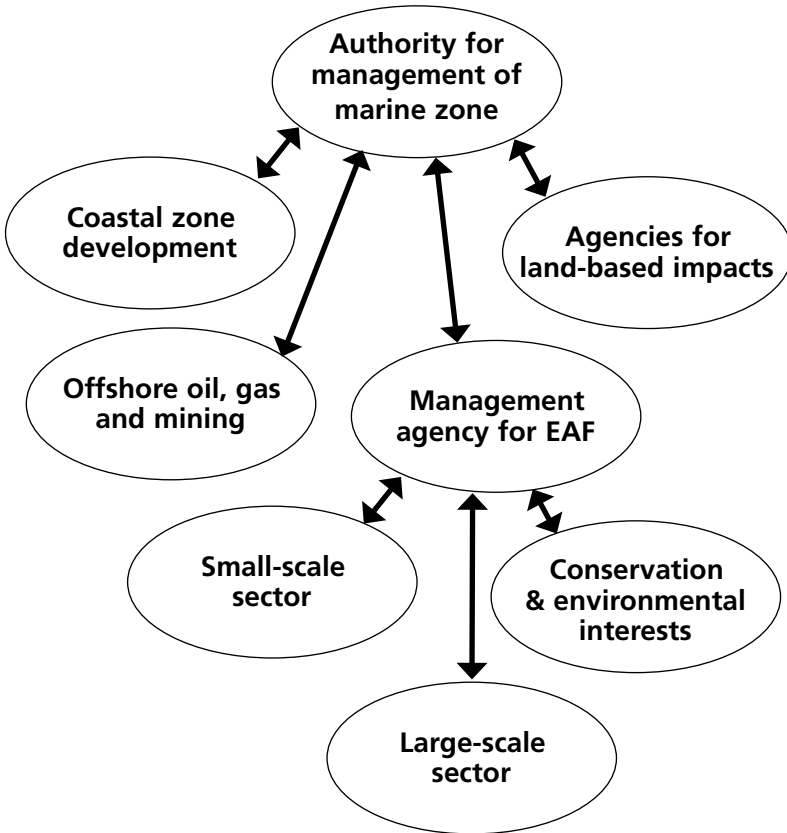 Authority for
management of
marine zone
Coastal zone
development
Agencies for
land-based impacts
Offshore oil, gas
and mining
Management
agency for EAF
Small-scale
sector
Conservation
& environmental
interests
Large-scale
sector